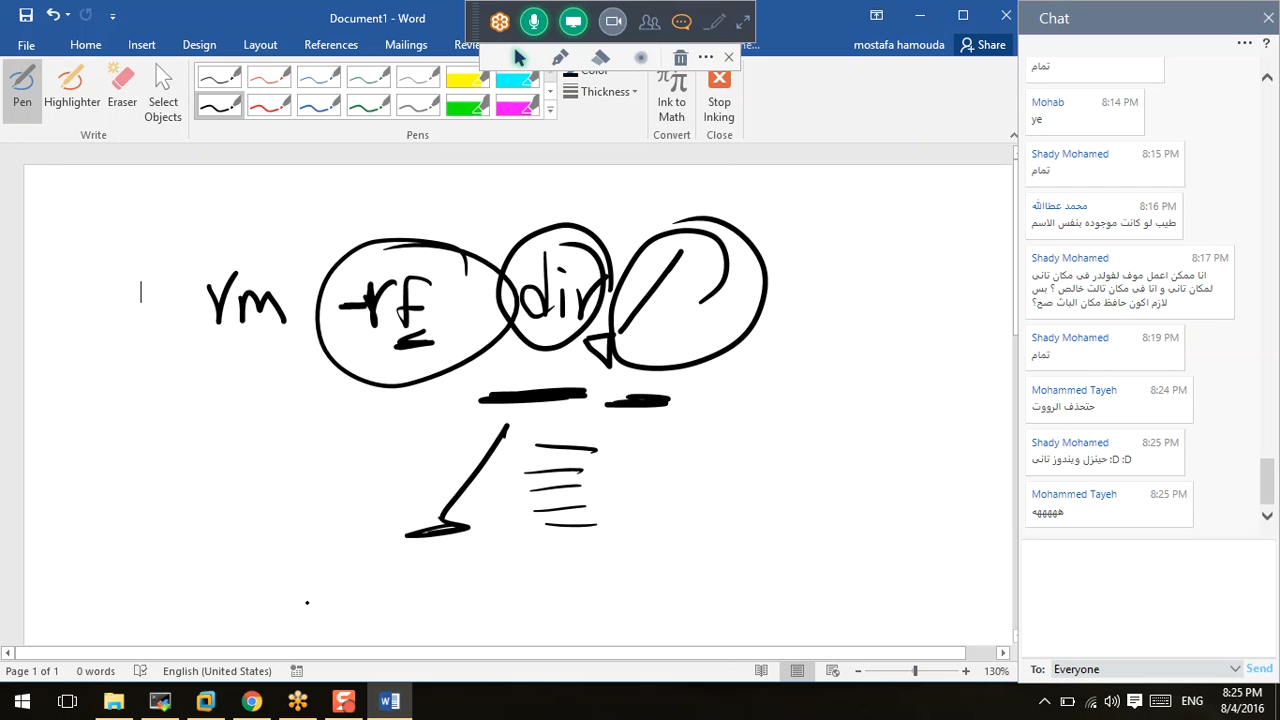 Document1 - Word
mostafa hamouda
Share
File
Home
Insert
Design
Layout
References
Mailings
Pen
Highlighter
Eraser
Select Objects
Color
Thickness
Ink to Math
Stop Inking
Write
Pens
Convert
Close
rm -rf dir /
Page 1 of 1
0 words
English (United States)
130%
Chat
تمام
Mohab 8:14 PM
ye
Shady Mohamed 8:15 PM
تمام
محمد عطاالله 8:16 PM
طيب لو كانت موجوده بنفس الاسم
Shady Mohamed 8:17 PM
انا ممكن اعمل موف لفولدر فى مكان تانى
لمكان تانى و انا فى مكان تالت خالص ؟ بس
لازم اكون حافظ مكان الباث صح؟
Shady Mohamed 8:19 PM
تمام
Mohammed Tayeh 8:24 PM
حتحذف الرووت
Shady Mohamed 8:25 PM
حينزل ويندوز تانى D: D:
Mohammed Tayeh 8:25 PM
هههههه
To: Everyone
Send
ENG
8:25 PM
8/4/2016